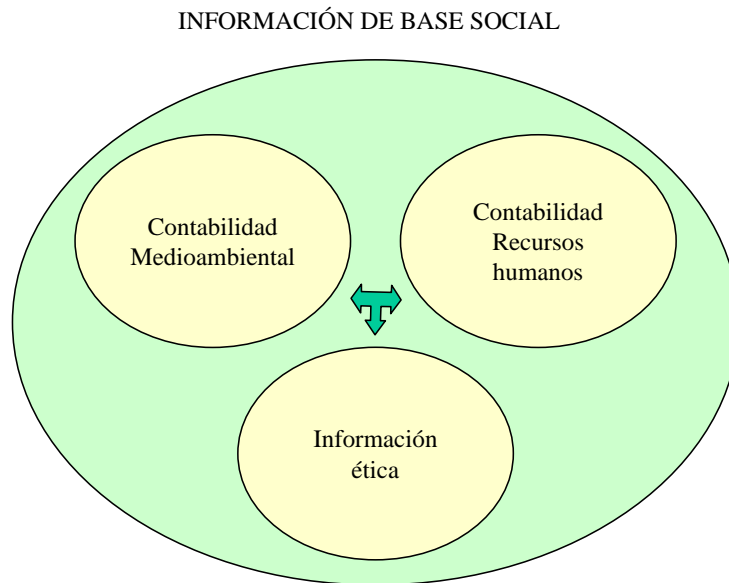 INFORMACIÓN DE BASE SOCIAL
Contabilidad
Medioambiental
Contabilidad
Recursos
humanos
Información
ética